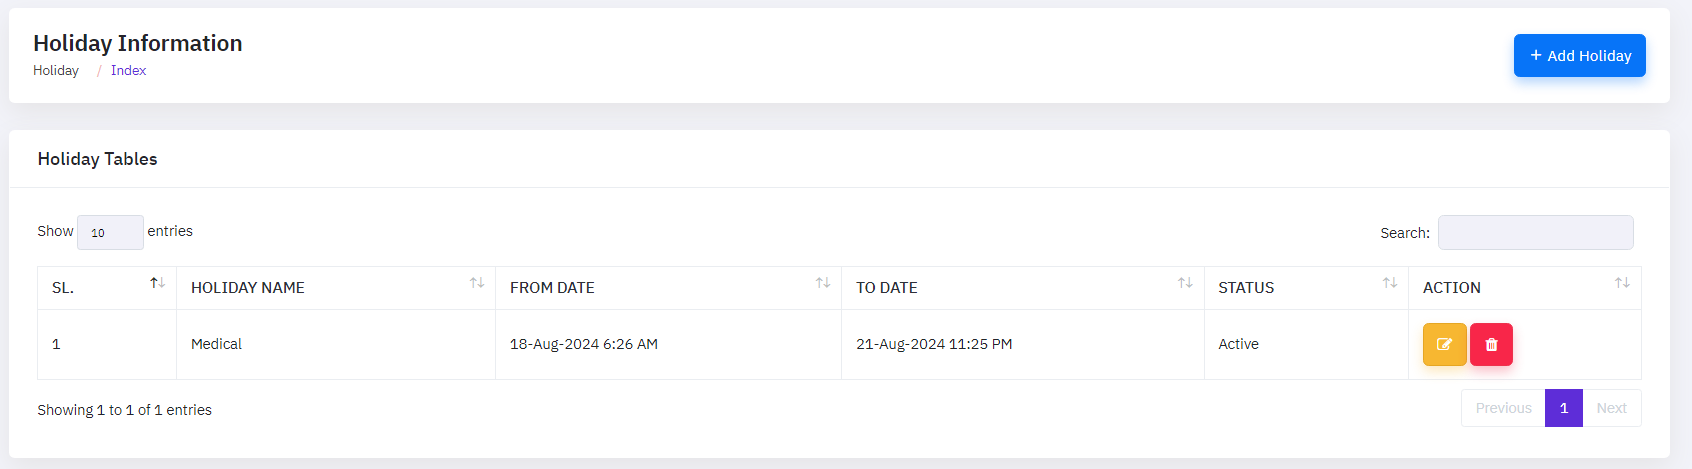 Holiday Information
Holiday / Index
+ Add Holiday
Holiday Tables
Show 10 entries
Search:
SL. HOLIDAY NAME FROM DATE TO DATE STATUS ACTION
1 Medical 18-Aug-2024 6:26 AM 21-Aug-2024 11:25 PM Active
Showing 1 to 1 of 1 entries
Previous 1 Next